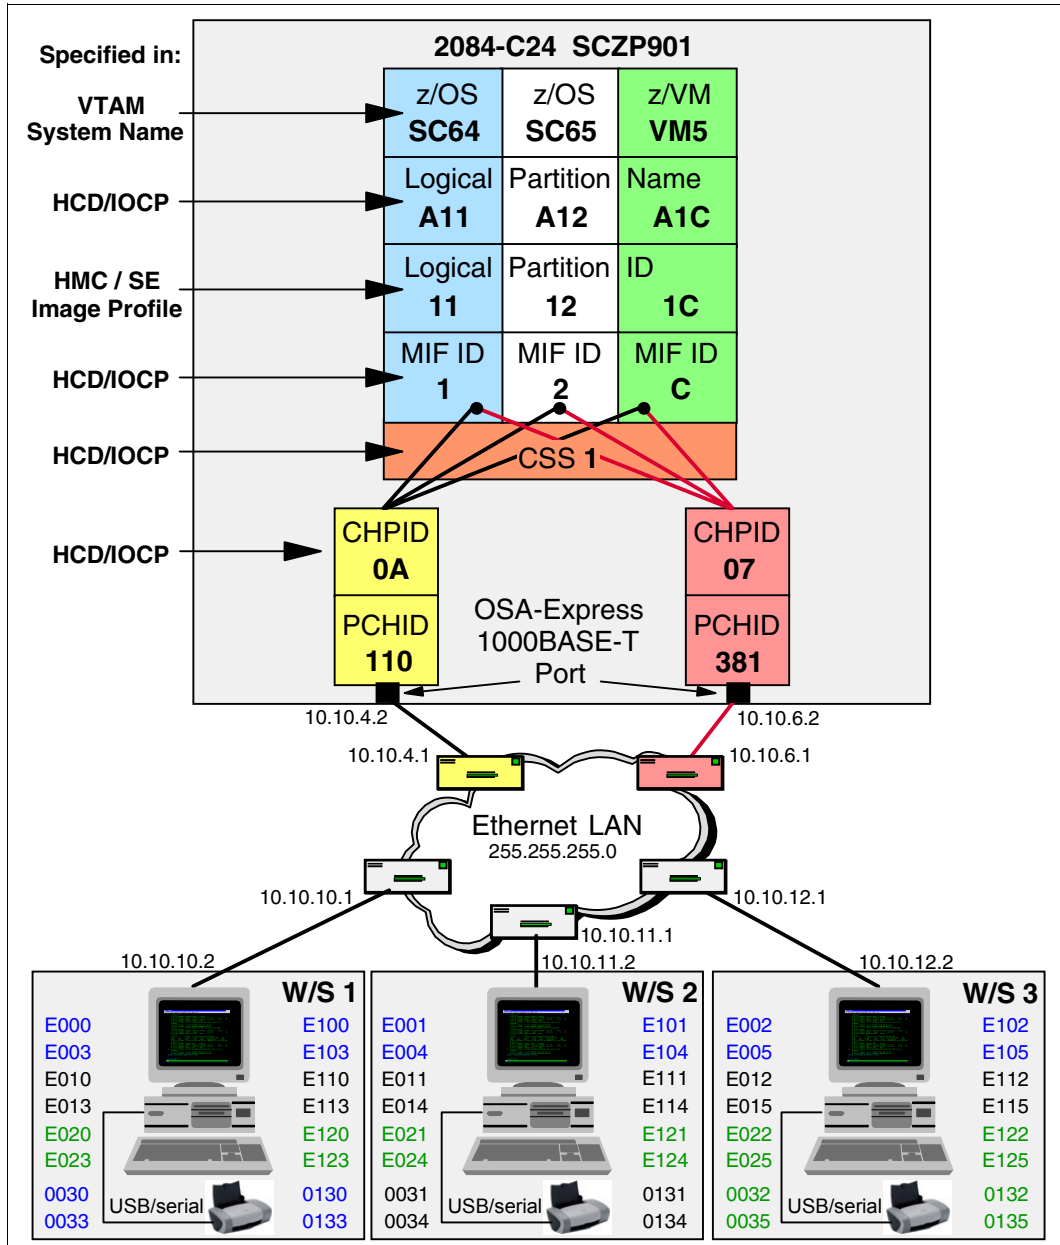 Specified in:
2084-C24 SCZP901
VTAM
System Name
z/OS
SC64
z/OS
SC65
z/VM
VM5
HCD/IOCP
Logical Partition Name
A11 A12 A1C
HMC / SE
Image Profile
Logical Partition ID
11 12 1C
HCD/IOCP
MIF ID
1
MIF ID
2
MIF ID
C
HCD/IOCP
CSS 1
HCD/IOCP
CHPID
0A
CHPID
07
PCHID
110
OSA-Express
1000BASE-T
Port
PCHID
381
10.10.4.2
10.10.6.2
10.10.4.1
10.10.6.1
Ethernet LAN
255.255.255.0
10.10.10.1
10.10.12.1
10.10.11.1
10.10.10.2
10.10.11.2
10.10.12.2
W/S 1
E000 E100
E003 E103
E010 E110
E013 E113
E020 E120
E023 E123
0030 0130
USB/serial
0033 0133
W/S 2
E001 E101
E004 E104
E011 E111
E014 E114
E021 E121
E024 E124
0031 0131
USB/serial
0034 0134
W/S 3
E002 E102
E005 E105
E012 E112
E015 E115
E022 E122
E025 E125
0032 0132
USB/serial
0035 0135